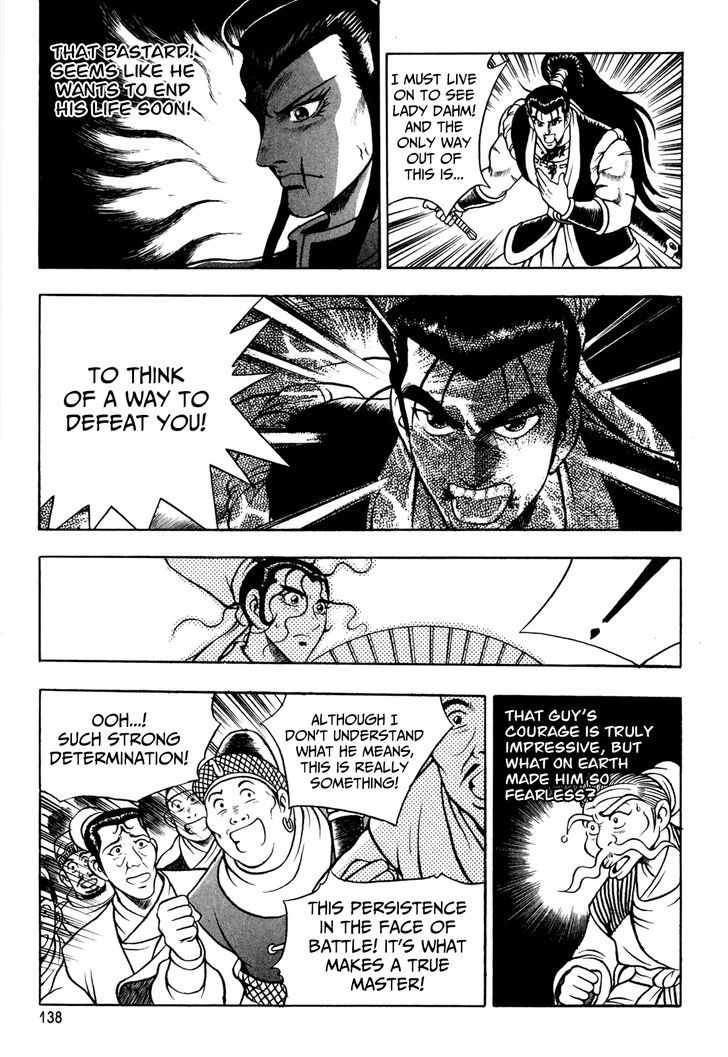 THAT BASTARD!
SEEMS LIKE HE
WANTS TO END
HIS LIFE SOON!
I MUST LIVE
ON TO SEE
LADY DAHM!
AND THE
ONLY WAY
OUT OF
THIS IS...
TO THINK
OF A WAY TO
DEFEAT YOU!
!
OOH...!
SUCH STRONG
DETERMINATION!
ALTHOUGH I
DON'T UNDERSTAND
WHAT HE MEANS,
THIS IS REALLY
SOMETHING!
THIS PERSISTENCE
IN THE FACE OF
BATTLE! IT'S WHAT
MAKES A TRUE
MASTER!
THAT GUY'S
COURAGE IS TRULY
IMPRESSIVE, BUT
WHAT ON EARTH
MADE HIM SO
FEARLESS?
138